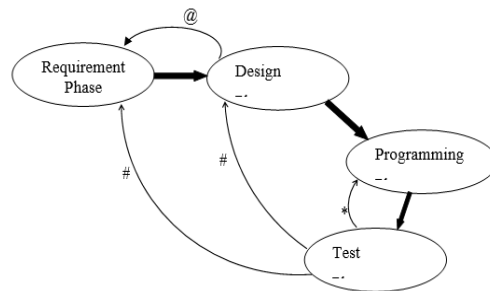 @
Requirement
Phase
Design
#
#
Programming
*
Test